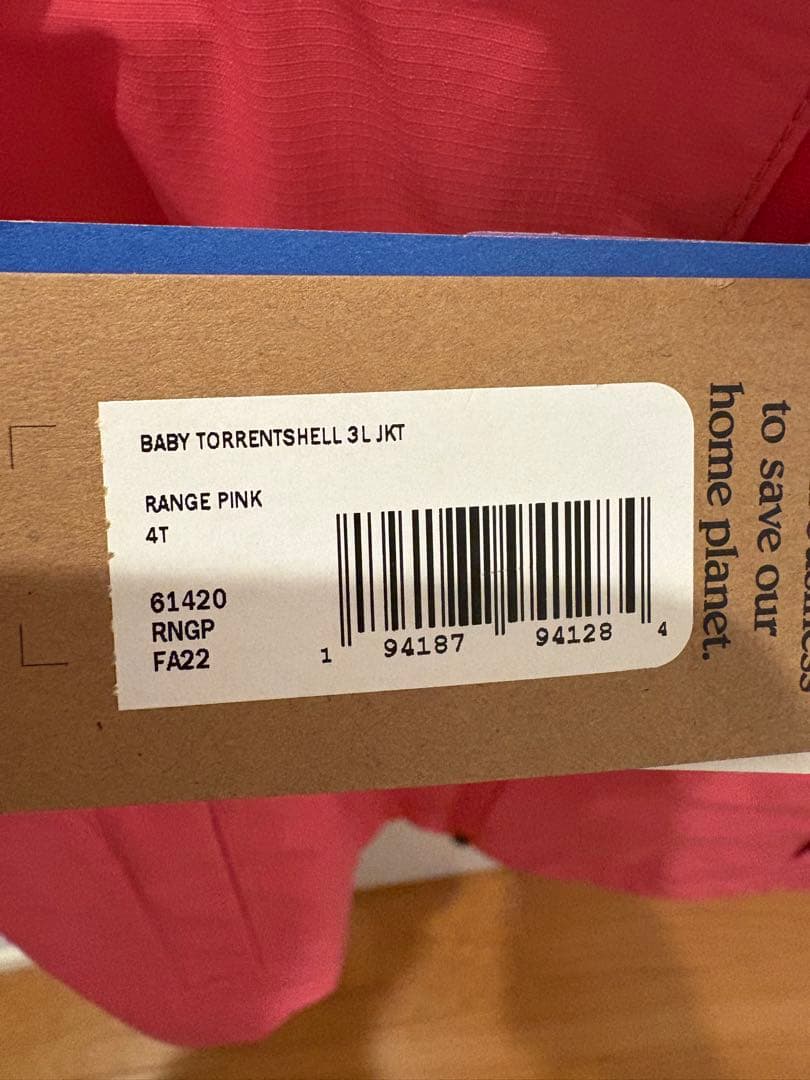 BABY TORRENTSHELL 3L JKT
RANGE PINK
4T
61420
RNGP
FA22
1 94187 94128 4
to save our
home planet.